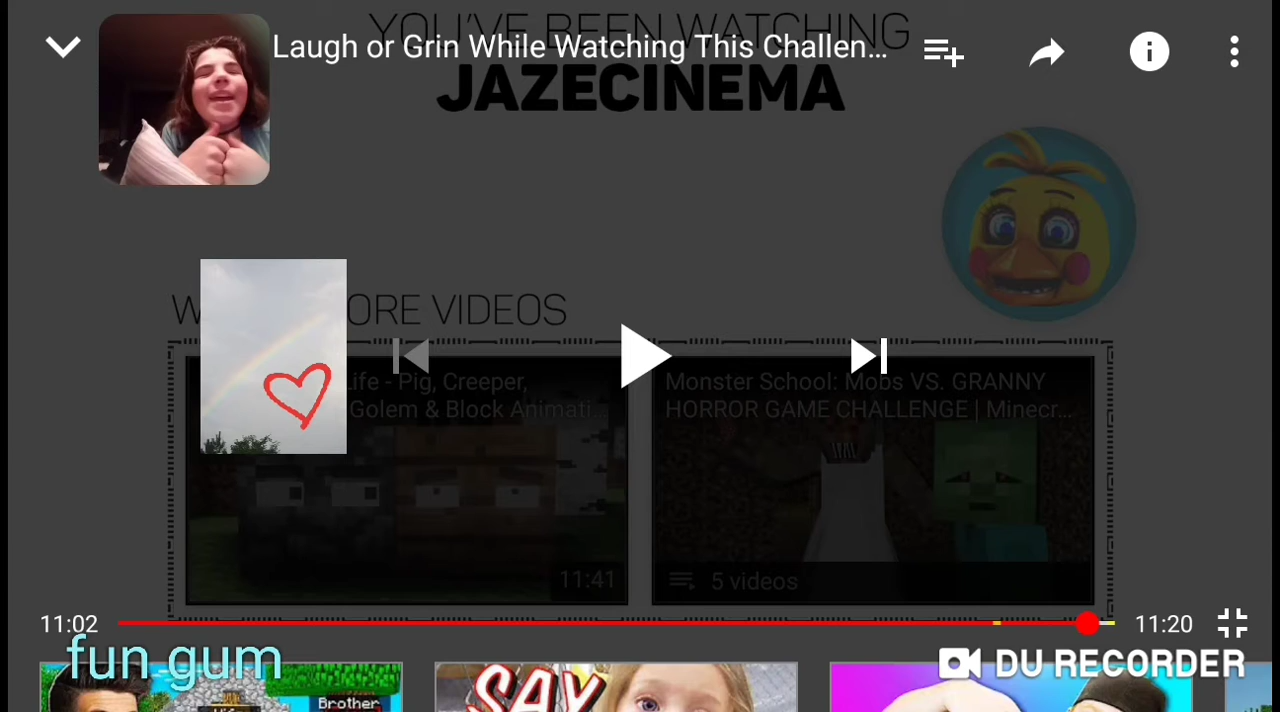 YOU'VE BEEN WATCHING
Laugh or Grin While Watching This Challen...
JAZECINEMA
W ORE VIDEOS
ife - Pig, Creeper,
Golem & Block Animati...
11:41
Monster School: Mobs VS. GRANNY
HORROR GAME CHALLENGE | Minecr...
5 videos
11:02
11:20
fun gum
DU RECORDER
Brother
SAY